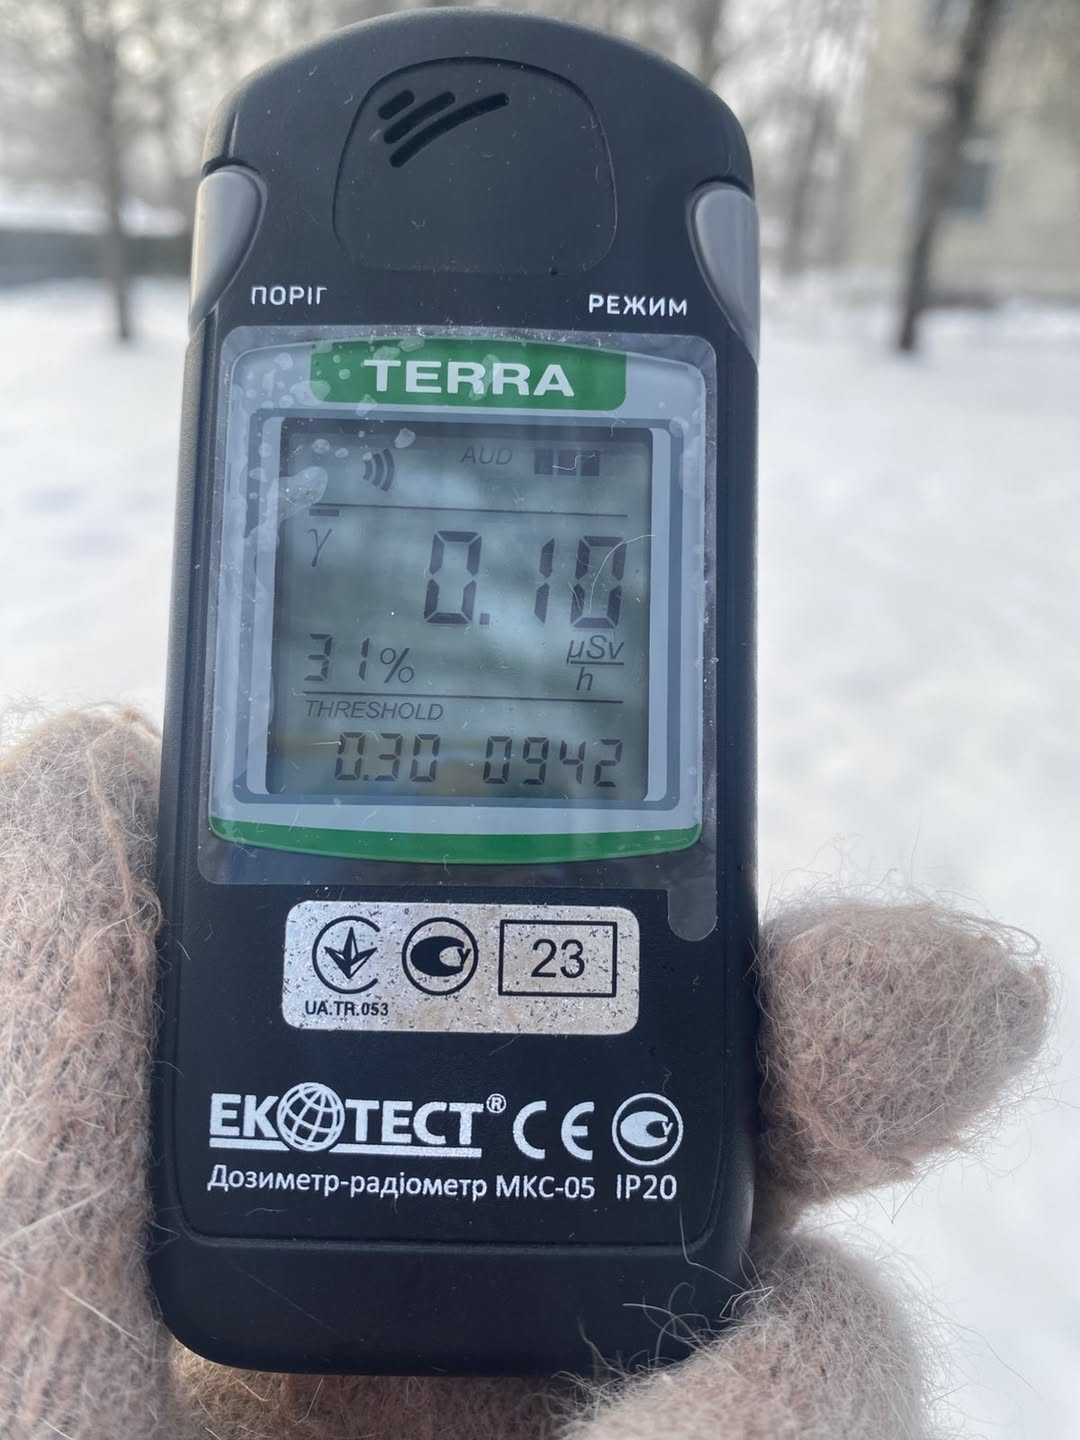 ПОРІГ
РЕЖИМ
TERRA
AUD
γ 0.10
31% µSv/h
THRESHOLD
0.30 0942
23
UA.TR.053
ЕКОТЕСТ® CE
Дозиметр-радіометр МКС-05 IP20